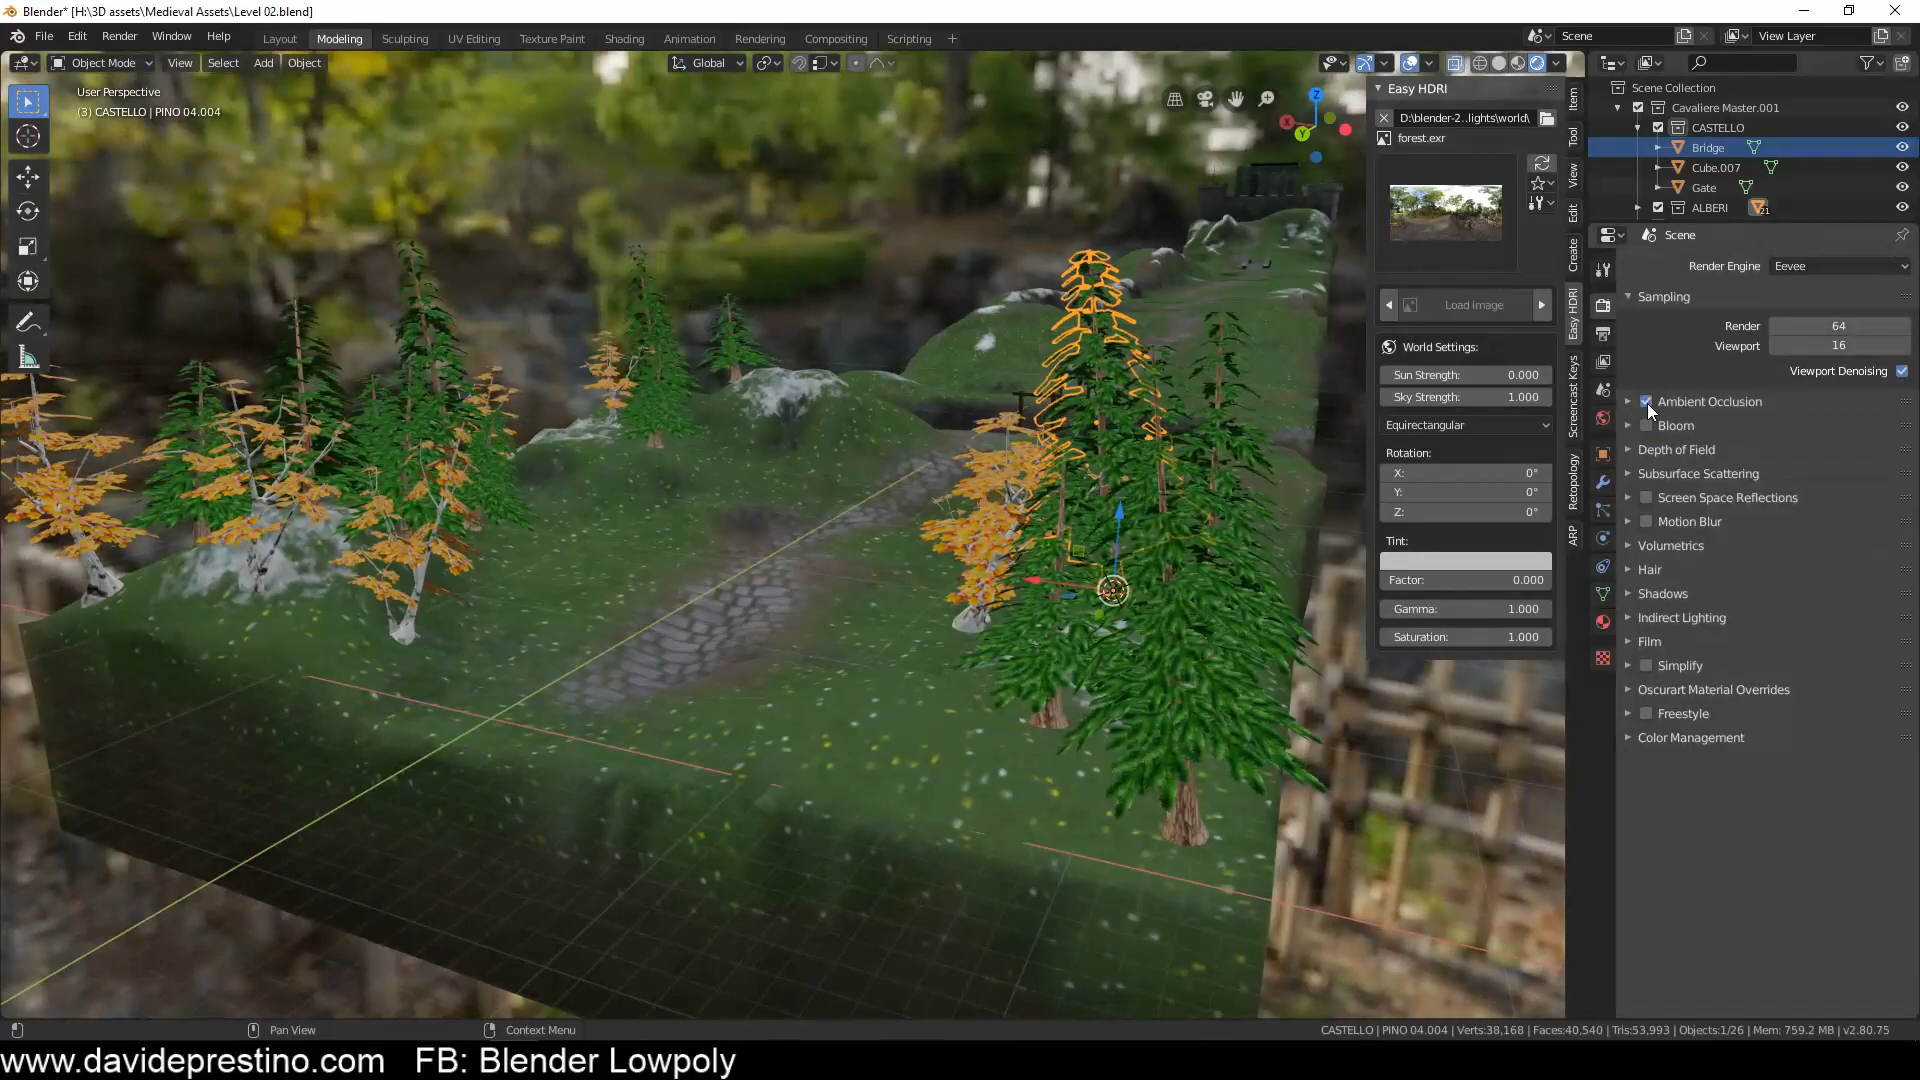 Blender* [H:\3D assets\Medieval Assets\Level 02.blend]
File Edit Render Window Help Layout Modeling Sculpting UV Editing Texture Paint Shading Animation Rendering Compositing Scripting + Scene View Layer
Object Mode View Select Add Object Global
User Perspective
(3) CASTELLO | PINO 04.004
Z
X
Y
Easy HDRI
D:\blender-2..lights\world\
forest.exr
Load image
World Settings:
Sun Strength: 0.000
Sky Strength: 1.000
Equirectangular
Rotation:
X: 0°
Y: 0°
Z: 0°
Tint:
Factor: 0.000
Gamma: 1.000
Saturation: 1.000
Item
Tool
View
Edit
Create
Easy HDRI
Screencast Keys
Retopology
ARP
Scene Collection
Cavaliere Master.001
CASTELLO
Bridge
Cube.007
Gate
ALBERI 21
Scene
Render Engine Eevee
Sampling
Render 64
Viewport 16
Viewport Denoising
Ambient Occlusion
Bloom
Depth of Field
Subsurface Scattering
Screen Space Reflections
Motion Blur
Volumetrics
Hair
Shadows
Indirect Lighting
Film
Simplify
Oscurart Material Overrides
Freestyle
Color Management
Pan View Context Menu CASTELLO | PINO 04.004 | Verts:38,168 | Faces:40,540 | Tris:53,993 | Objects:1/26 | Mem: 759.2 MB | v2.80.75
www.davideprestino.com FB: Blender Lowpoly